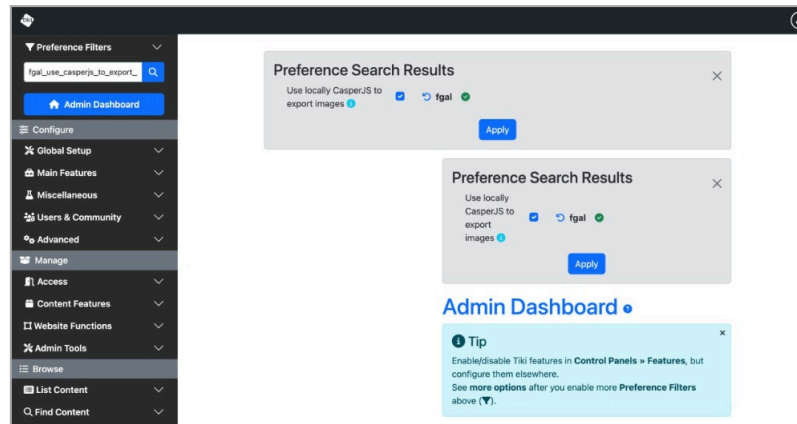 Preference Filters
fgal_use_casperjs_to_export_
Admin Dashboard
Configure
Global Setup
Main Features
Miscellaneous
Users & Community
Advanced
Manage
Access
Content Features
Website Functions
Admin Tools
Browse
List Content
Find Content
Preference Search Results
Use locally CasperJS to
export images
fgal
Apply
Preference Search Results
Use locally
CasperJS to
export
images
fgal
Apply
Admin Dashboard
Tip
Enable/disable Tiki features in Control Panels » Features, but
configure them elsewhere.
See more options after you enable more Preference Filters
above ( ).